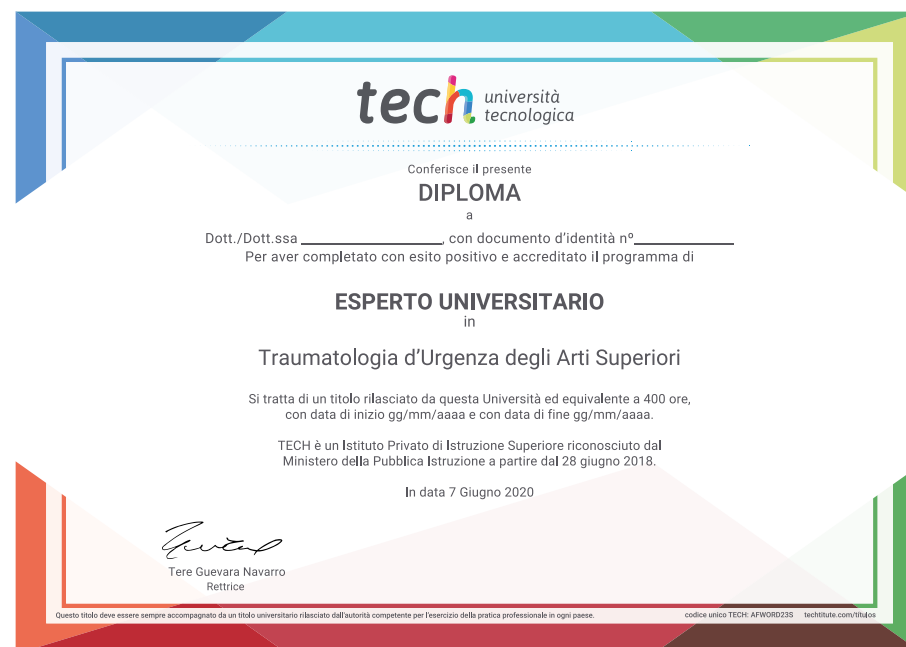 tech università
tecnologica
Conferisce il presente
DIPLOMA
a
Dott./Dott.ssa ________________, con documento d'identità nº____________
Per aver completato con esito positivo e accreditato il programma di
ESPERTO UNIVERSITARIO
in
Traumatologia d'Urgenza degli Arti Superiori
Si tratta di un titolo rilasciato da questa Università ed equivalente a 400 ore,
con data di inizio gg/mm/aaaa e con data di fine gg/mm/aaaa.
TECH è un Istituto Privato di Istruzione Superiore riconosciuto dal
Ministero della Pubblica Istruzione a partire dal 28 giugno 2018.
In data 7 Giugno 2020
Tere Guevara Navarro
Rettrice
Questo titolo deve essere sempre accompagnato da un titolo universitario rilasciato dall'autorità competente per l'esercizio della pratica professionale in ogni paese. codice unico TECH: AFWORD23S techtitute.com/titulos